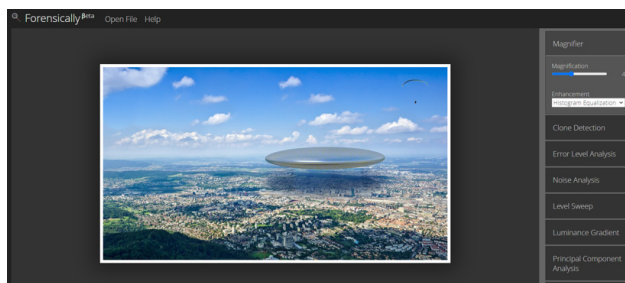 Forensically Beta Open File Help
Magnifier
Magnification
Enhancement
Histogram Equalization
Clone Detection
Error Level Analysis
Noise Analysis
Level Sweep
Luminance Gradient
Principal Component
Analysis